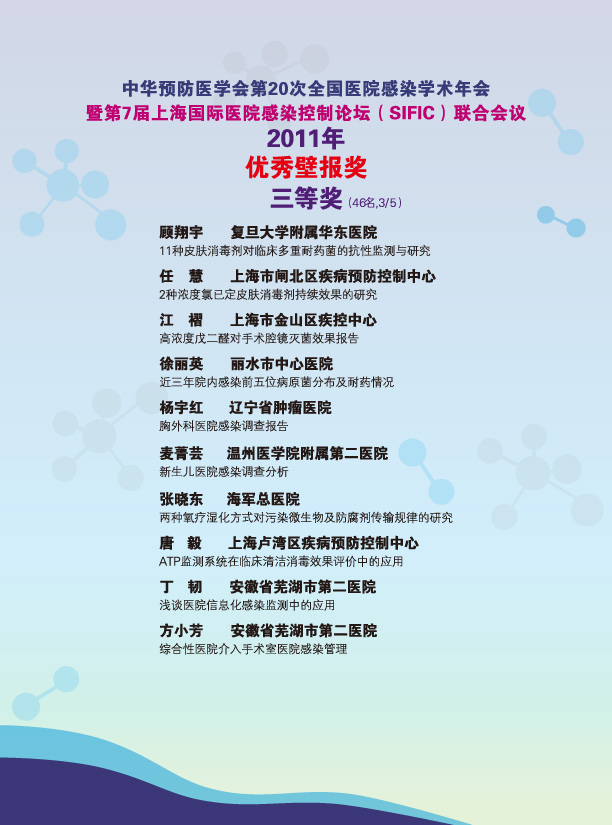 中华预防医学会第20次全国医院感染学术年会
暨第7届上海国际医院感染控制论坛（SIFIC）联合会议
2011年
优秀壁报奖
三等奖（46名,3/5）
顾翔宇 复旦大学附属华东医院
11种皮肤消毒剂对临床多重耐药菌的抗性监测与研究
任 慧 上海市闸北区疾病预防控制中心
2种浓度氯已定皮肤消毒剂持续效果的研究
江 褶 上海市金山区疾控中心
高浓度戊二醛对手术腔镜灭菌效果报告
徐丽英 丽水市中心医院
近三年院内感染前五位病原菌分布及耐药情况
杨宇红 辽宁省肿瘤医院
胸外科医院感染调查报告
麦菁芸 温州医学院附属第二医院
新生儿医院感染调查分析
张晓东 海军总医院
两种氧疗湿化方式对污染微生物及防腐剂传输规律的研究
唐 毅 上海卢湾区疾病预防控制中心
ATP监测系统在临床清洁消毒效果评价中的应用
丁 韧 安徽省芜湖市第二医院
浅谈医院信息化感染监测中的应用
方小芳 安徽省芜湖市第二医院
综合性医院介入手术室医院感染管理